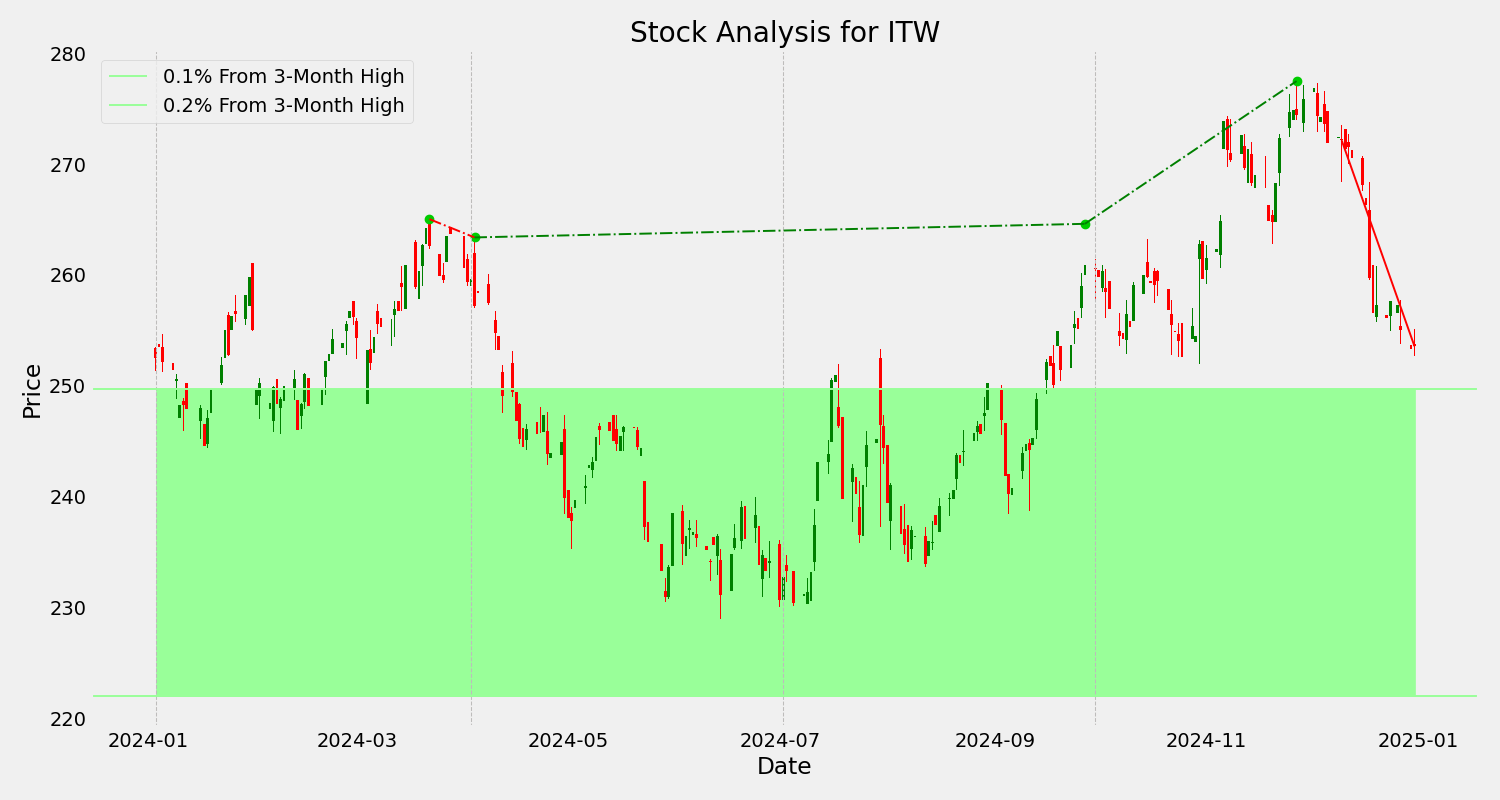 Stock Analysis for ITW
280
270
260
250
240
230
220
Price
0.1% From 3-Month High
0.2% From 3-Month High
2024-01
2024-03
2024-05
2024-07
2024-09
2024-11
2025-01
Date